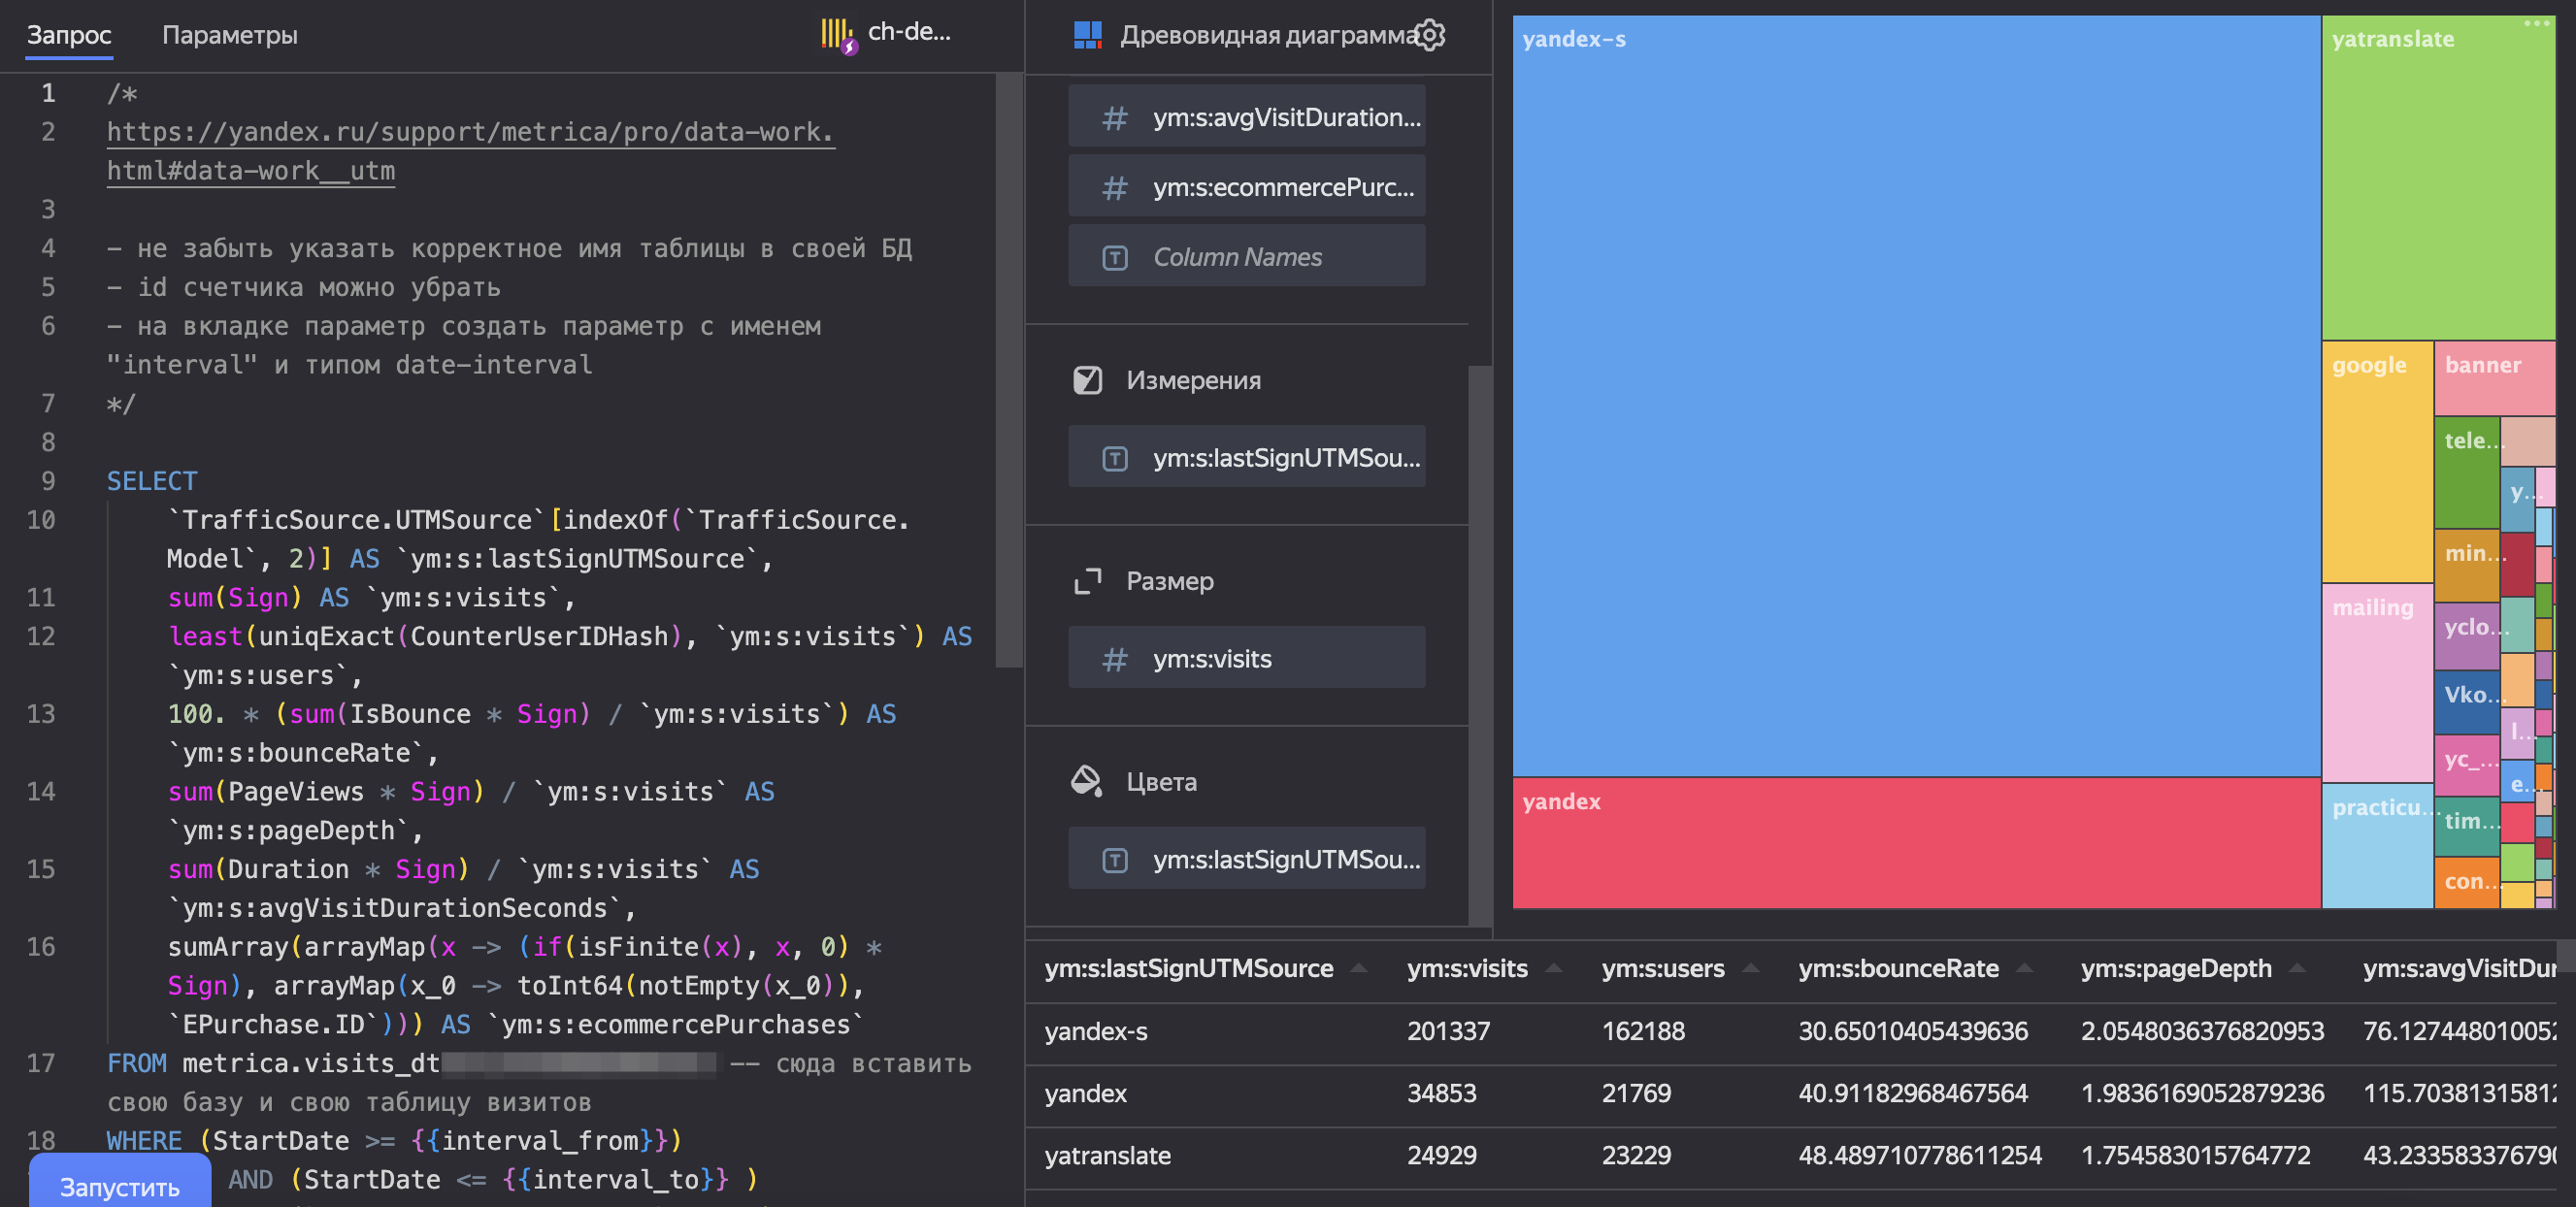 Запрос
Параметры
ch-de...
1 /*
2 https://yandex.ru/support/metrica/pro/data-work.
html#data-work__utm
3
4 - не забыть указать корректное имя таблицы в своей БД
5 - id счетчика можно убрать
6 - на вкладке параметр создать параметр с именем
"interval" и типом date-interval
7 */
8
9 SELECT
10 `TrafficSource.UTMSource`[indexOf(`TrafficSource.
Model`, 2)] AS `ym:s:lastSignUTMSource`,
11 sum(Sign) AS `ym:s:visits`,
12 least(uniqExact(CounterUserIDHash), `ym:s:visits`) AS
`ym:s:users`,
13 100. * (sum(IsBounce * Sign) / `ym:s:visits`) AS
`ym:s:bounceRate`,
14 sum(PageViews * Sign) / `ym:s:visits` AS
`ym:s:pageDepth`,
15 sum(Duration * Sign) / `ym:s:visits` AS
`ym:s:avgVisitDurationSeconds`,
16 sumArray(arrayMap(x -> (if(isFinite(x), x, 0) *
Sign), arrayMap(x_0 -> toInt64(notEmpty(x_0)),
`EPurchase.ID`))) AS `ym:s:ecommercePurchases`
17 FROM metrica.visits_dt -- сюда вставить
свою базу и свою таблицу визитов
18 WHERE (StartDate >= {{interval_from}})
AND (StartDate <= {{interval_to}} )
Запустить
Древовидная диаграмма
ym:s:avgVisitDuration...
ym:s:ecommercePurc...
Column Names
Измерения
ym:s:lastSignUTMSou...
Размер
ym:s:visits
Цвета
ym:s:lastSignUTMSou...
yandex-s
yatranslate
google
banner
tele...
y...
min...
mailing
yclo...
Vko...
l...
yc_...
e...
yandex
practicu...
tim...
con...
ym:s:lastSignUTMSource ym:s:visits ym:s:users ym:s:bounceRate ym:s:pageDepth ym:s:avgVisitDur
yandex-s 201337 162188 30.65010405439636 2.0548036376820953 76.127448010052
yandex 34853 21769 40.91182968467564 1.9836169052879236 115.70381315812
yatranslate 24929 23229 48.489710778611254 1.754583015764772 43.233583376790